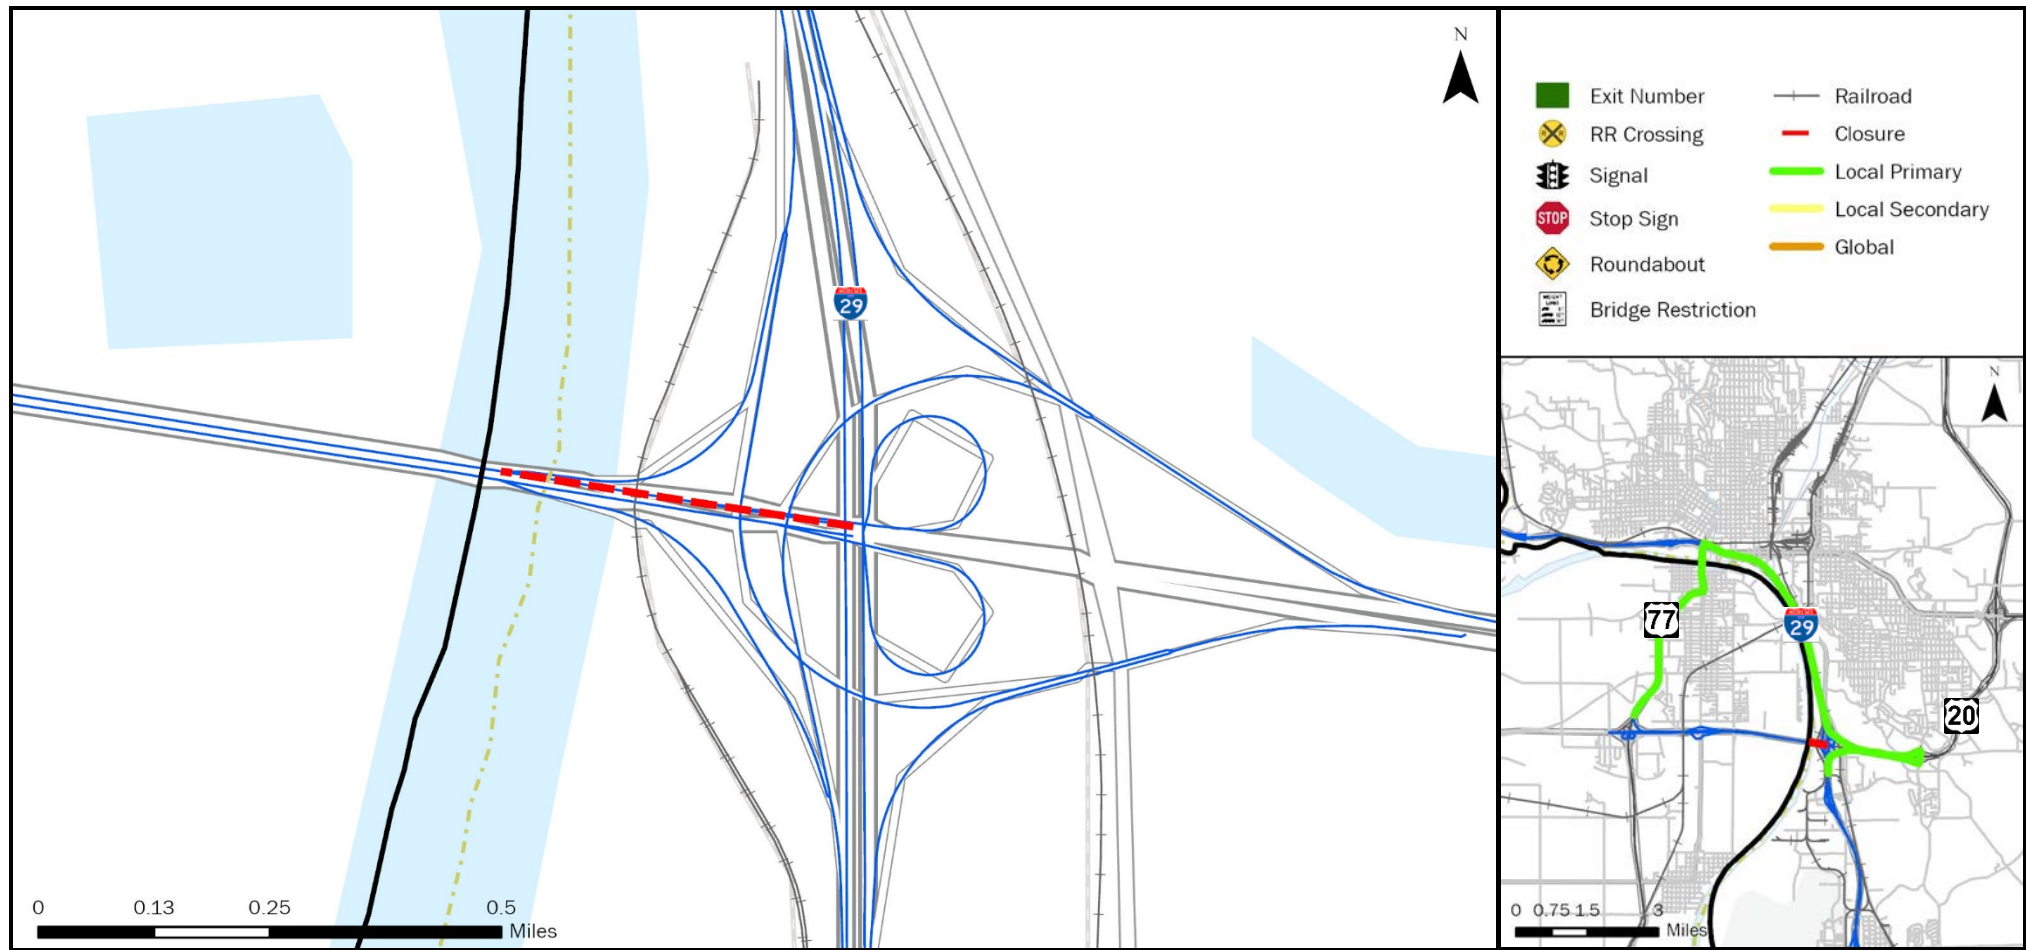 N
29
0 0.13 0.25 0.5
Miles
Exit Number
RR Crossing
Signal
STOP Stop Sign
Roundabout
Bridge Restriction
Railroad
Closure
Local Primary
Local Secondary
Global
N
77
29
20
0 0.75 1.5 3
Miles